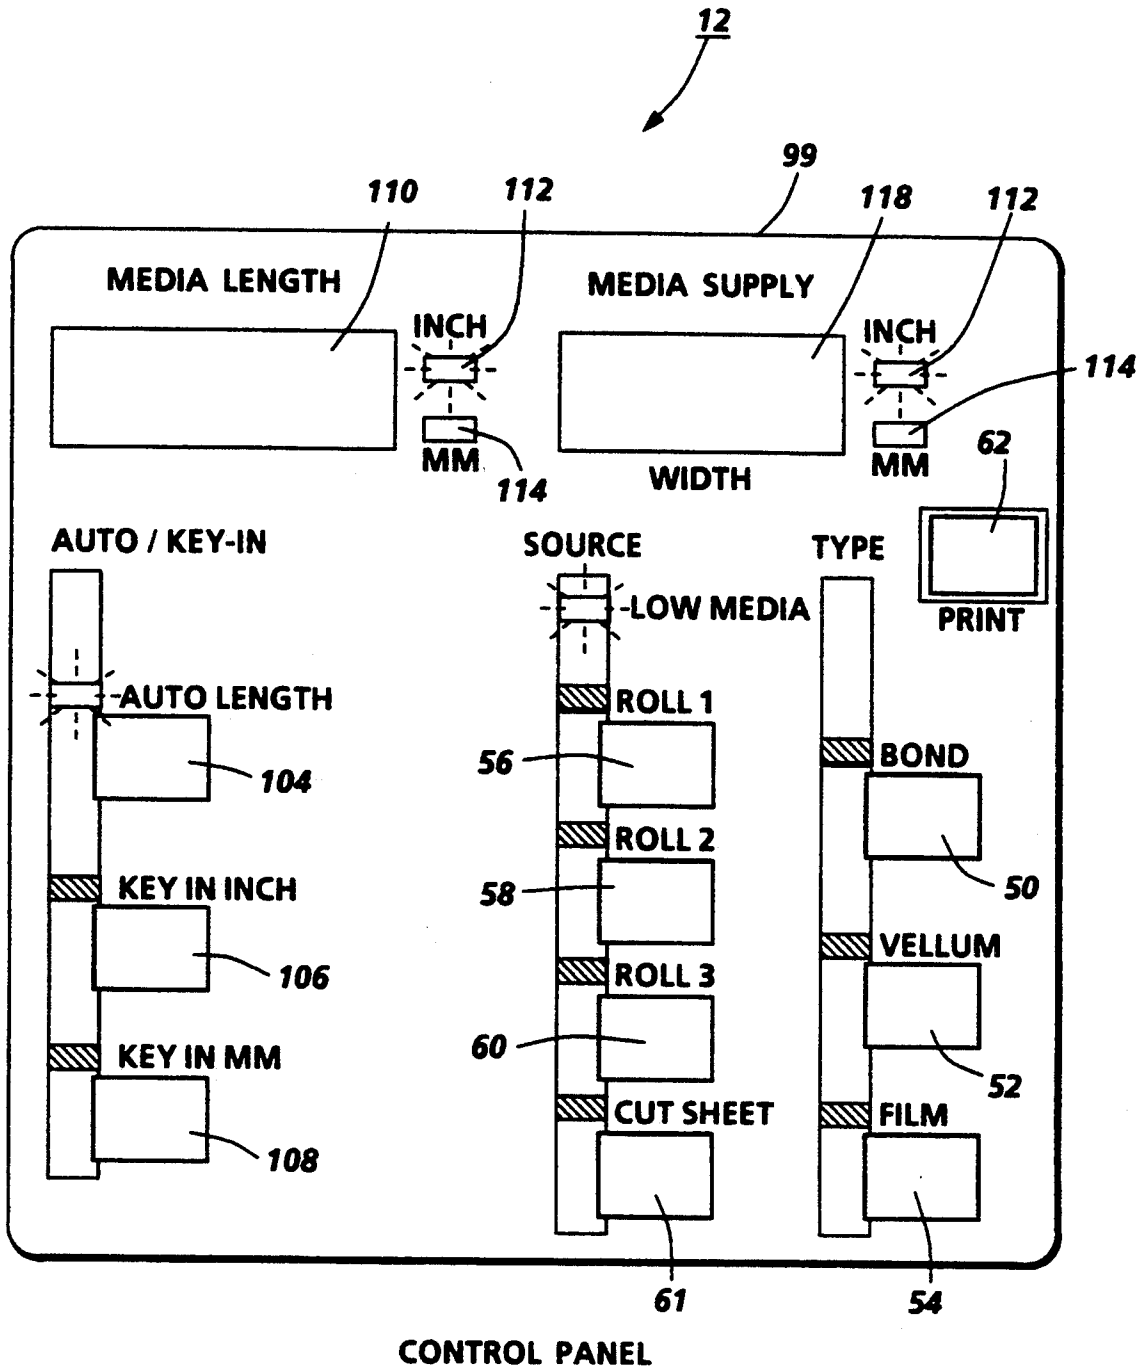 12
99
110
112
118
112
MEDIA LENGTH
MEDIA SUPPLY
INCH
INCH
114
MM
114
WIDTH
MM
62
AUTO / KEY-IN
SOURCE
TYPE
LOW MEDIA
PRINT
AUTO LENGTH
ROLL 1
104
56
BOND
ROLL 2
KEY IN INCH
58
50
VELLUM
106
ROLL 3
60
KEY IN MM
52
CUT SHEET
FILM
108
61
54
CONTROL PANEL